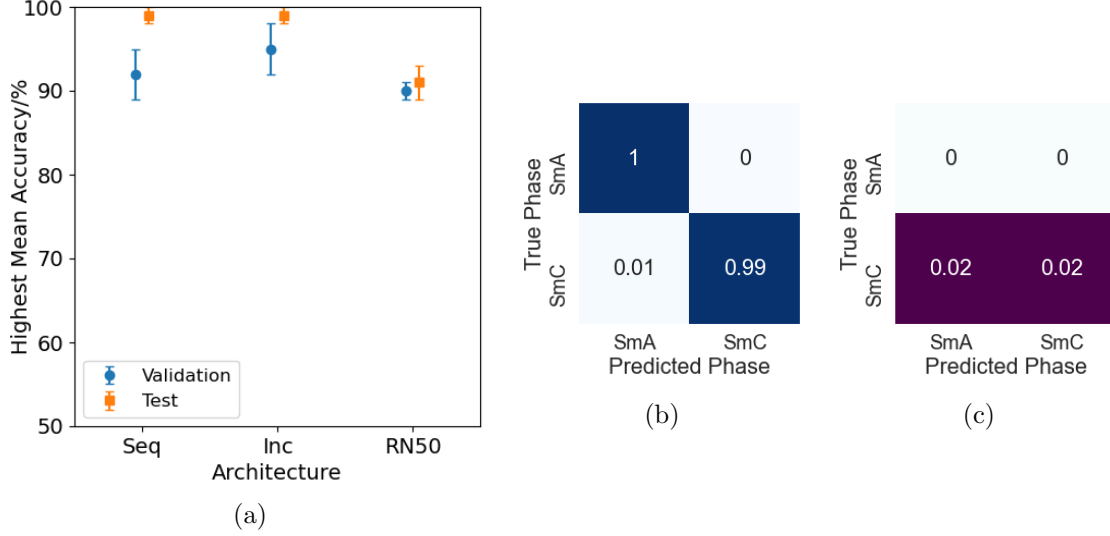 Highest Mean Accuracy/%
100
90
80
70
60
50
Validation
Test
Seq Inc RN50
Architecture
(a)
True Phase
SmA
SmC
1 0
0.01 0.99
SmA SmC
Predicted Phase
(b)
True Phase
SmA
SmC
0 0
0.02 0.02
SmA SmC
Predicted Phase
(c)